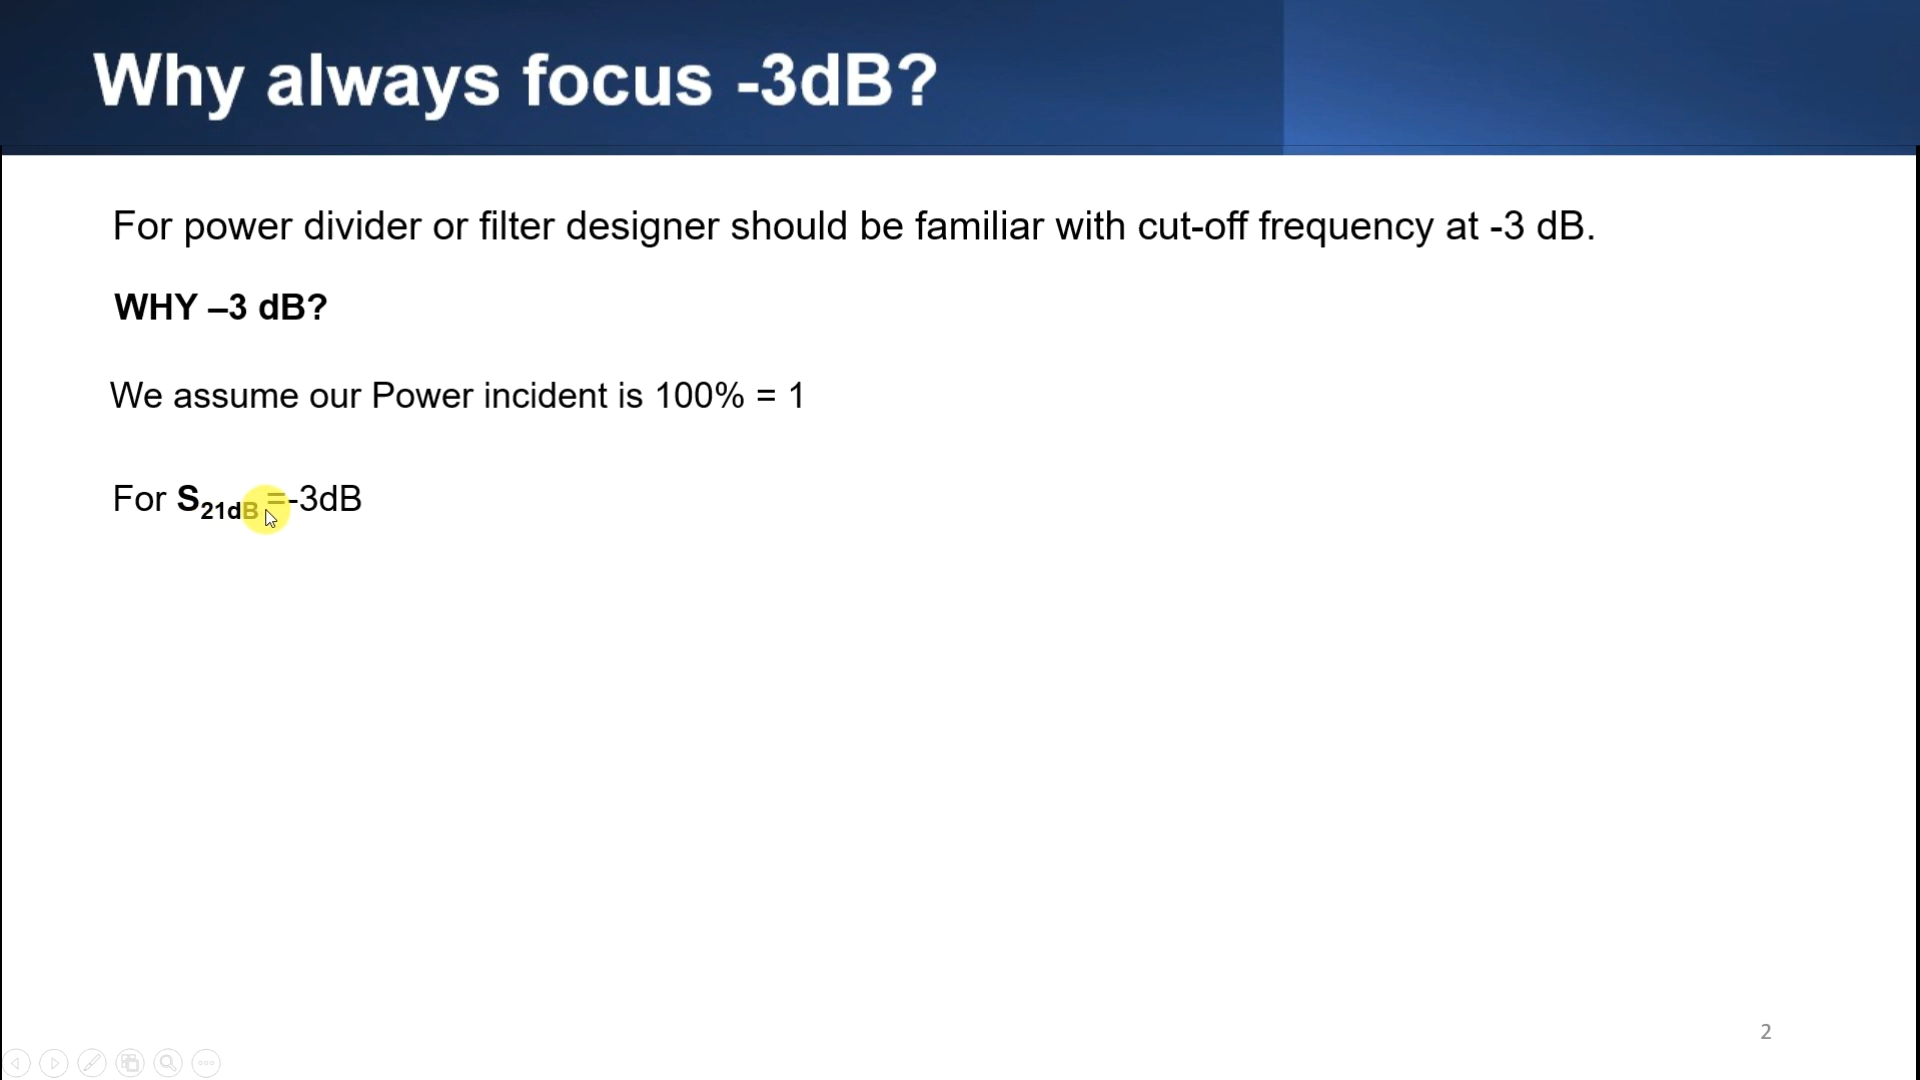 Why always focus -3dB?
For power divider or filter designer should be familiar with cut-off frequency at -3 dB.
WHY –3 dB?
We assume our Power incident is 100% = 1
For S21dB =-3dB
2